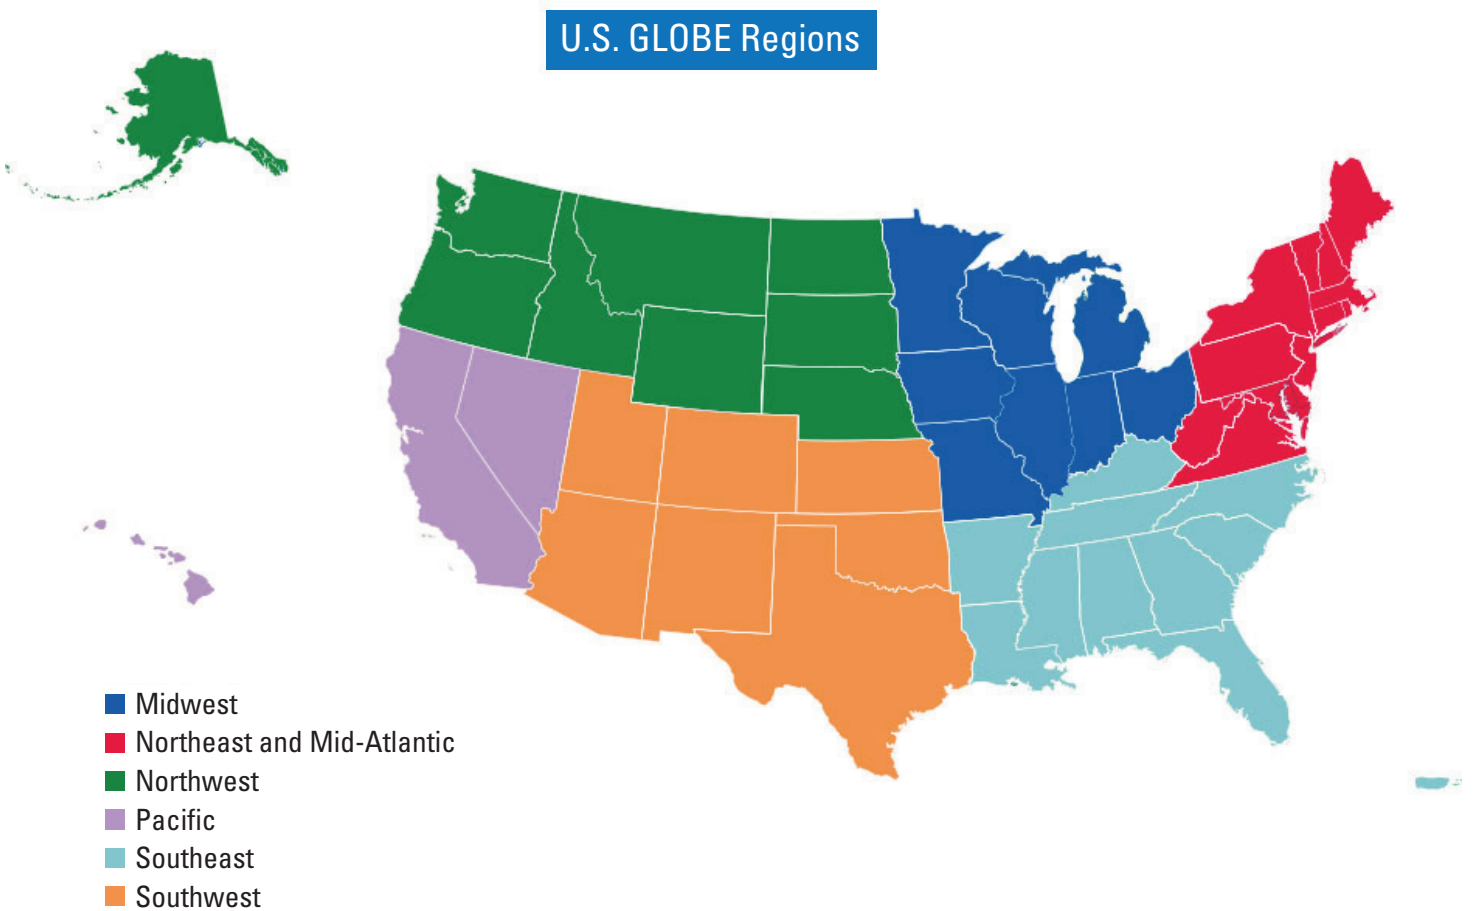 U.S. GLOBE Regions
Midwest
Northeast and Mid-Atlantic
Northwest
Pacific
Southeast
Southwest